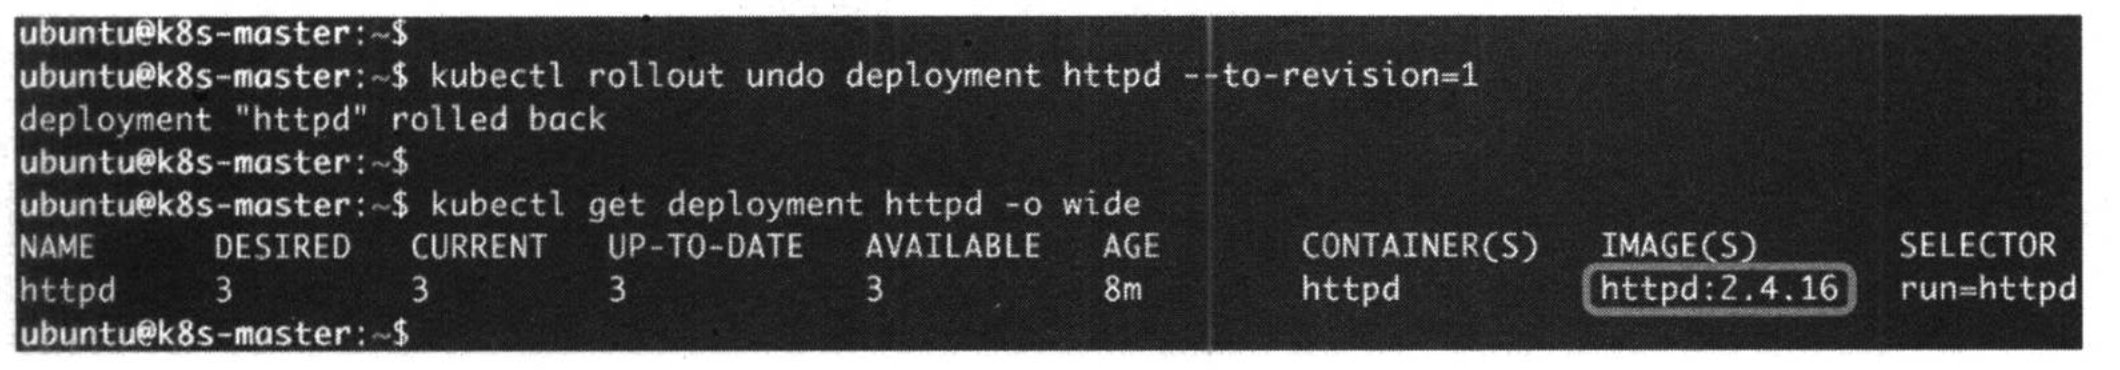 ubuntu@k8s-master:~$
ubuntu@k8s-master:~$ kubectl rollout undo deployment httpd --to-revision=1
deployment "httpd" rolled back
ubuntu@k8s-master:~$
ubuntu@k8s-master:~$ kubectl get deployment httpd -o wide
NAME DESIRED CURRENT UP-TO-DATE AVAILABLE AGE CONTAINER(S) IMAGE(S) SELECTOR
httpd 3 3 3 3 8m httpd httpd:2.4.16 run=httpd
ubuntu@k8s-master:~$